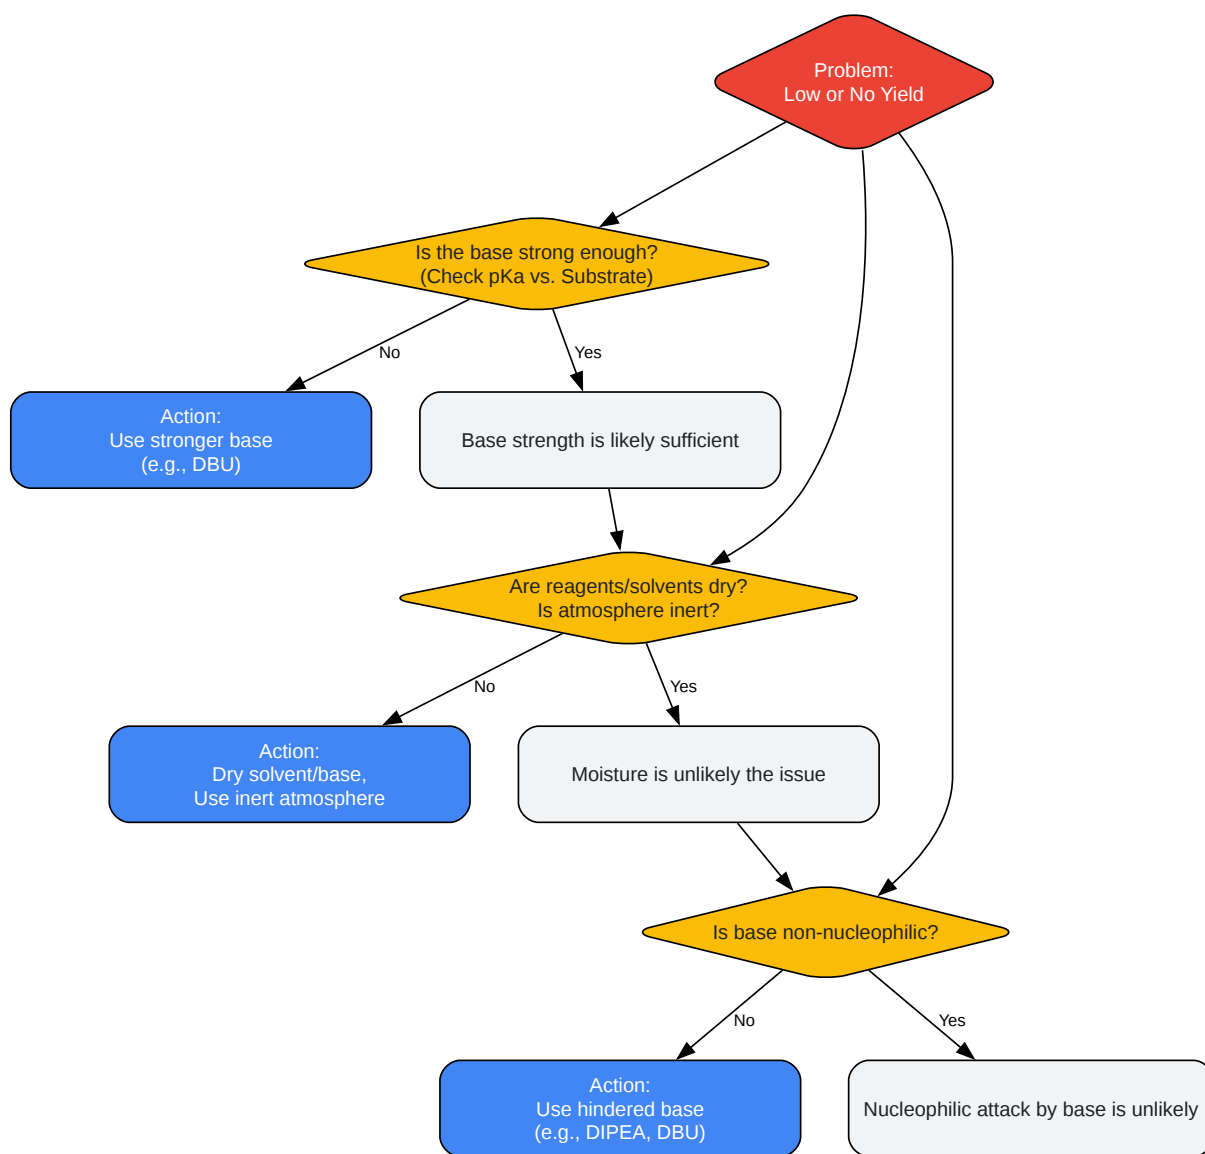 Problem:
Low or No Yield
Is the base strong enough?
(Check pKa vs. Substrate)
No
Yes
Action:
Use stronger base
(e.g., DBU)
Base strength is likely sufficient
Are reagents/solvents dry?
Is atmosphere inert?
No
Yes
Action:
Dry solvent/base,
Use inert atmosphere
Moisture is unlikely the issue
Is base non-nucleophilic?
No
Yes
Action:
Use hindered base
(e.g., DIPEA, DBU)
Nucleophilic attack by base is unlikely